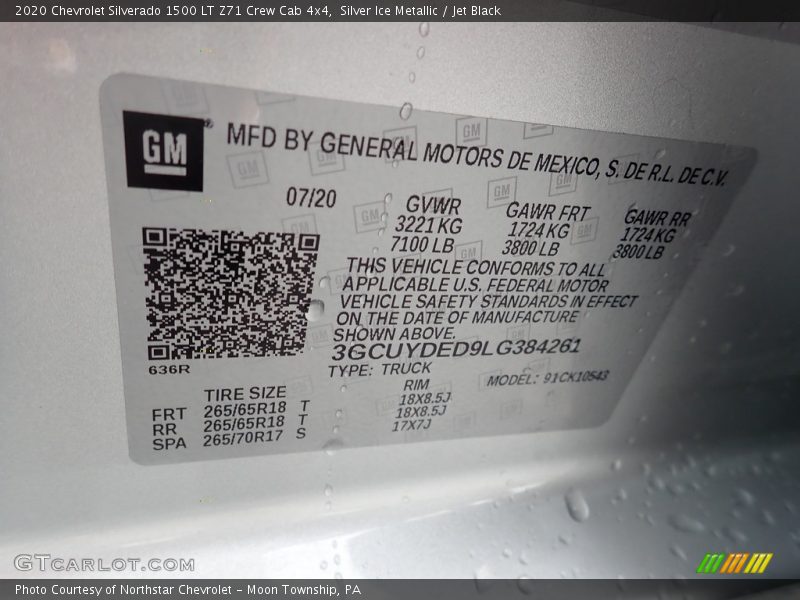 2020 Chevrolet Silverado 1500 LT Z71 Crew Cab 4x4, Silver Ice Metallic / Jet Black
GM
MFD BY GENERAL MOTORS DE MEXICO, S. DE R.L. DE C.V.
07/20
GVWR GAWR FRT GAWR RR
3221 KG 1724 KG 1724 KG
7100 LB 3800 LB 3800 LB
THIS VEHICLE CONFORMS TO ALL
APPLICABLE U.S. FEDERAL MOTOR
VEHICLE SAFETY STANDARDS IN EFFECT
ON THE DATE OF MANUFACTURE
SHOWN ABOVE.
3GCUYDED9LG384261
636R
TYPE: TRUCK
MODEL: 91CK10543
TIRE SIZE RIM
FRT 265/65R18 T 18X8.5J
RR 265/65R18 T 18X8.5J
SPA 265/70R17 S 17X7J
GTCARLOT.COM
Photo Courtesy of Northstar Chevrolet – Moon Township, PA